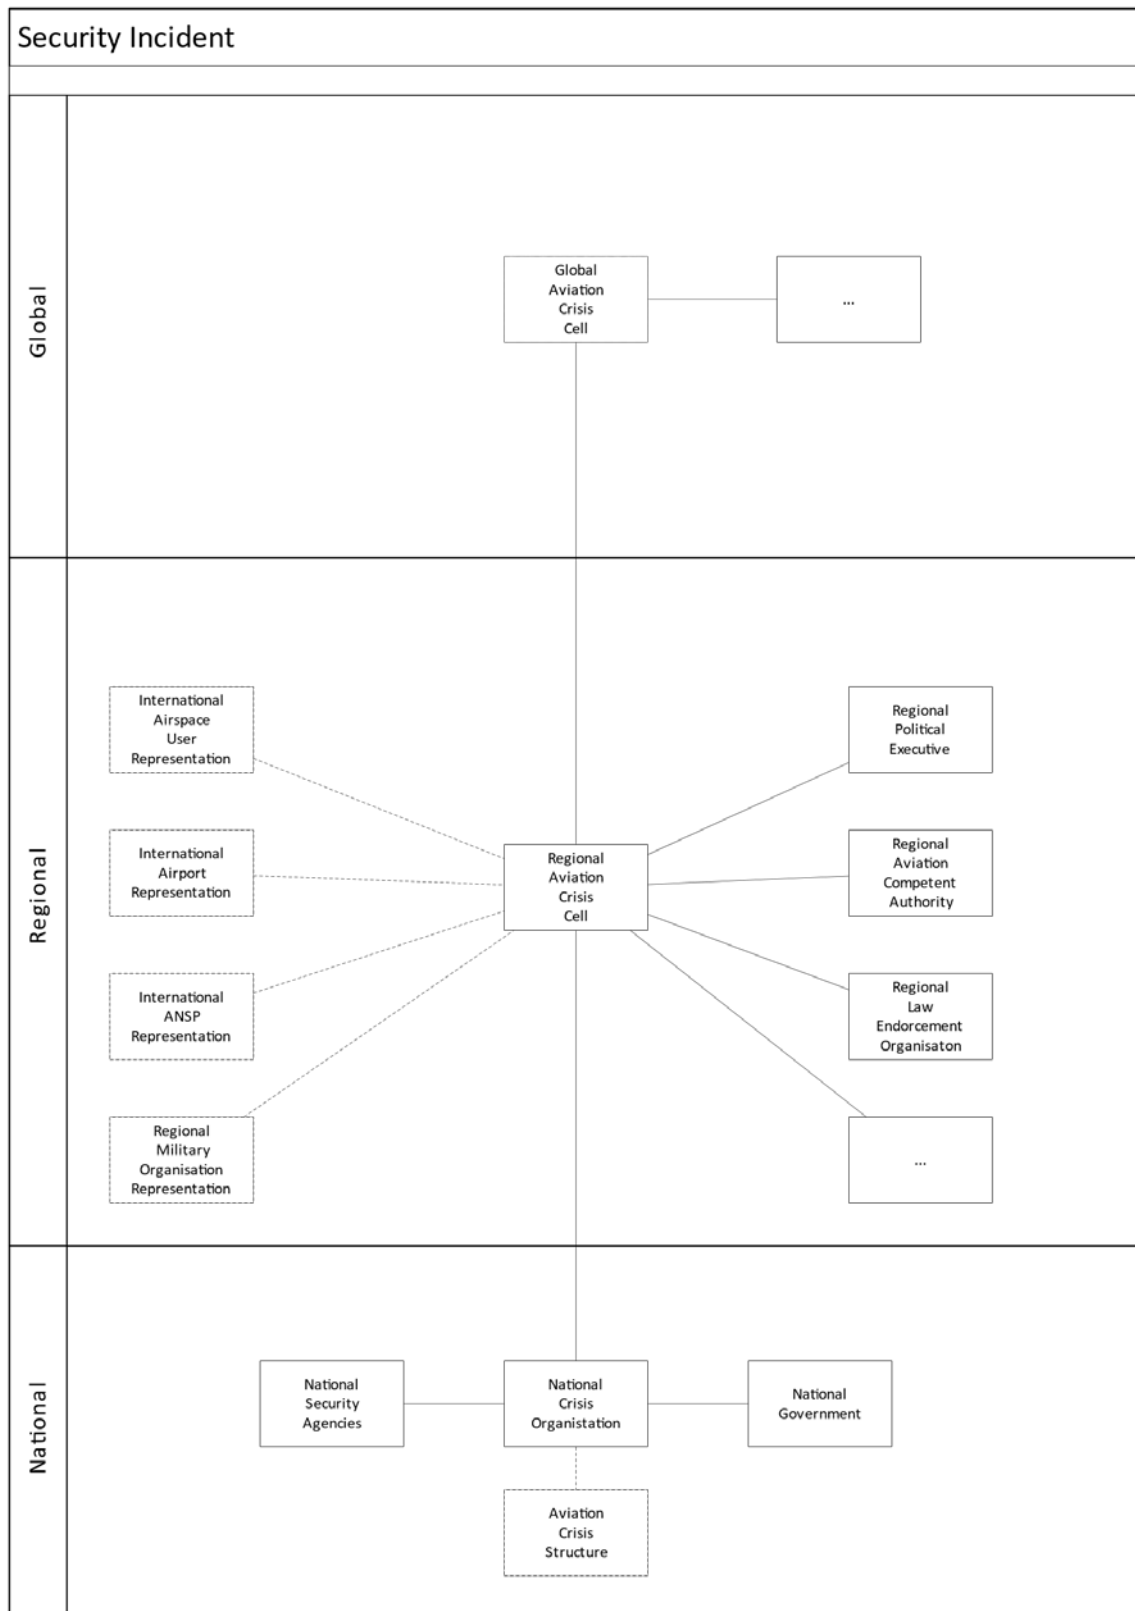 Security Incident
Global
Global
Aviation
Crisis
Cell
...
Regional
International
Airspace
User
Representation
Regional
Political
Executive
International
Airport
Representation
Regional
Aviation
Crisis
Cell
Regional
Aviation
Competent
Authority
International
ANSP
Representation
Regional
Law
Endorcement
Organisaton
Regional
Military
Organisation
Representation
...
National
National
Security
Agencies
National
Crisis
Organistation
National
Government
Aviation
Crisis
Structure